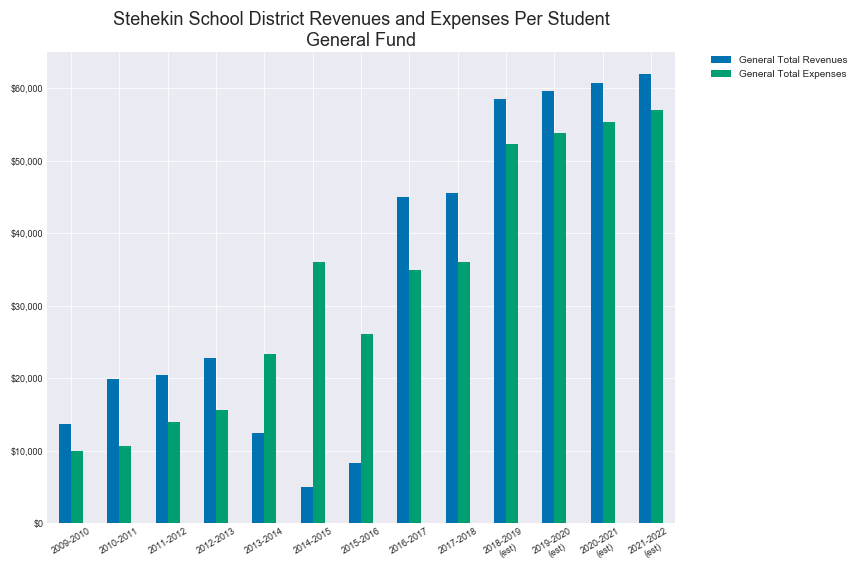 Stehekin School District Revenues and Expenses Per Student
General Fund
General Total Revenues
General Total Expenses
$60,000
$50,000
$40,000
$30,000
$20,000
$10,000
$0
2009-2010
2010-2011
2011-2012
2012-2013
2013-2014
2014-2015
2015-2016
2016-2017
2017-2018
2018-2019
(est)
2019-2020
(est)
2020-2021
(est)
2021-2022
(est)